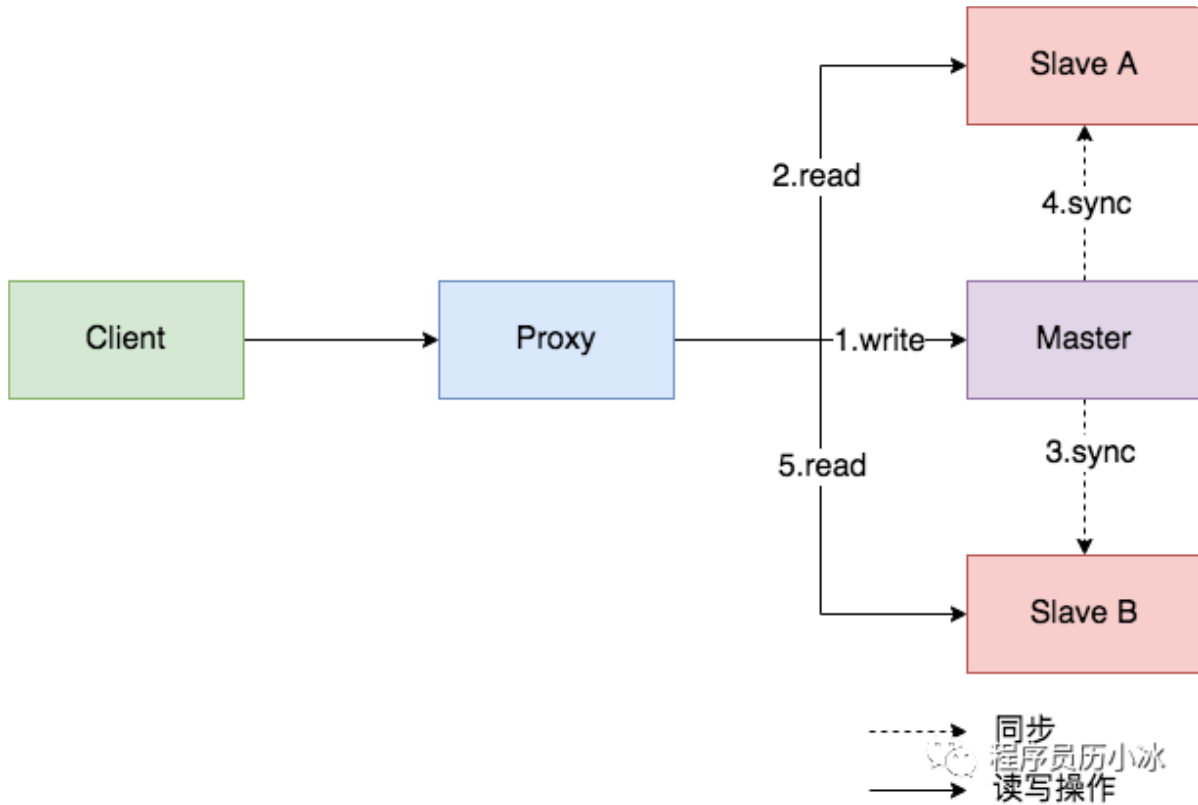 Slave A
2.read
4.sync
Client
Proxy
1.write
Master
5.read
3.sync
Slave B
同步
程序员历小冰
读写操作